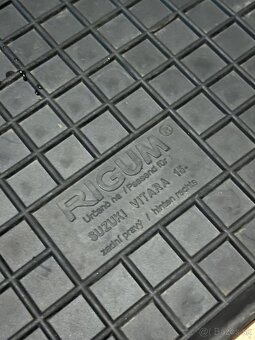 RIGUM®
Určeno na / Passend für
SUZUKI VITARA 15-
zadní pravý / hinten rechts